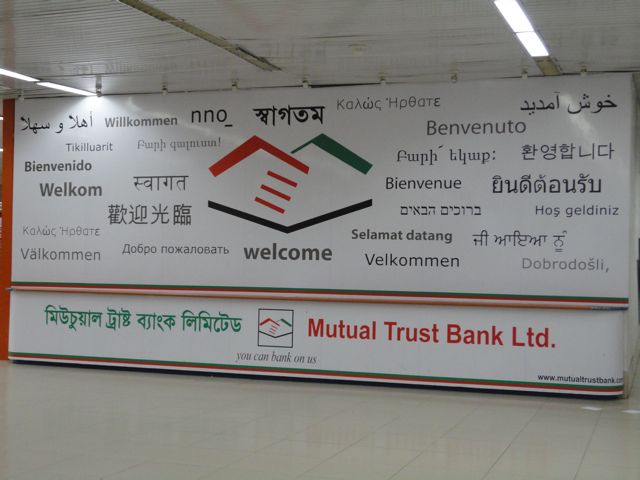 أهلا و سهلا
Willkommen
nno_
স্বাগতম
Καλώς Ήρθατε
خوش آمدید
Benvenuto
Tikilluarit
Բարի գալուստ!
Բարի՜ եկաք:
환영합니다
Bienvenido
Welkom
स्वागत
Bienvenue
ยินดีต้อนรับ
歡迎光臨
ברוכים הבאים
Hoş geldiniz
Καλώς Ήρθατε
Selamat datang
ਜੀ ਆਇਆ ਨੂੰ
Välkommen
Добро пожаловать
welcome
Velkommen
Dobrodošli,
মিউচুয়াল ট্রাষ্ট ব্যাংক লিমিটেড
Mutual Trust Bank Ltd.
you can bank on us
www.mutualtrustbank.com